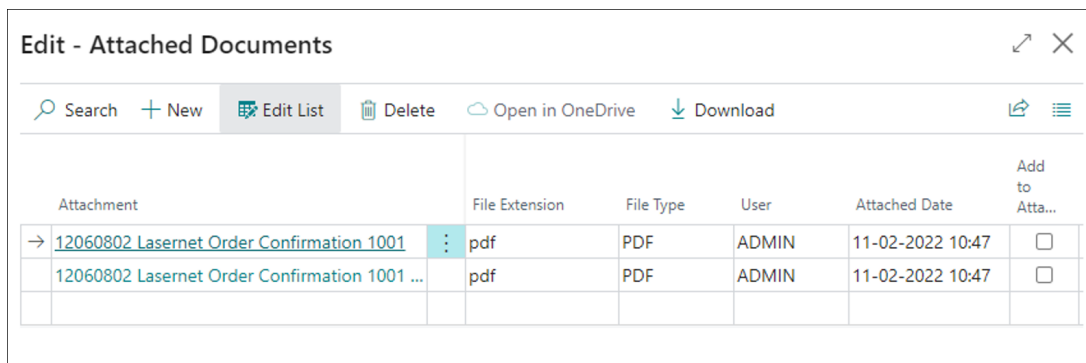 Edit - Attached Documents
Search New Edit List Delete Open in OneDrive Download
Add
to
Attachment File Extension File Type User Attached Date Atta...
12060802 Lasernet Order Confirmation 1001 pdf PDF ADMIN 11-02-2022 10:47
12060802 Lasernet Order Confirmation 1001 ... pdf PDF ADMIN 11-02-2022 10:47